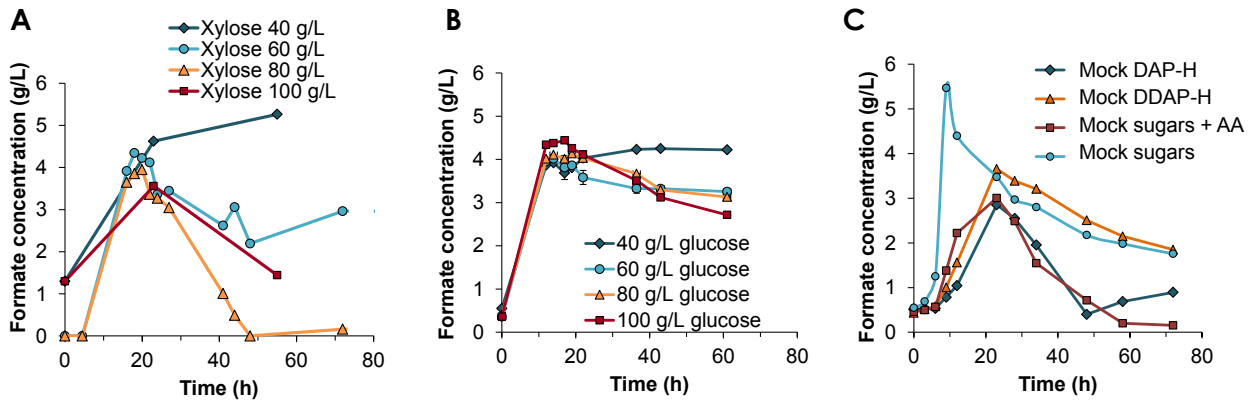 A
Xylose 40 g/L
Xylose 60 g/L
Xylose 80 g/L
Xylose 100 g/L
Formate concentration (g/L)
6
5
4
3
2
1
0
0 20 40 60 80
Time (h)
B
Formate concentration (g/L)
6
5
4
3
2
1
0
40 g/L glucose
60 g/L glucose
80 g/L glucose
100 g/L glucose
0 20 40 60 80
Time (h)
C
Mock DAP-H
Mock DDAP-H
Mock sugars + AA
Mock sugars
Formate concentration (g/L)
6
5
4
3
2
1
0
0 20 40 60 80
Time (h)